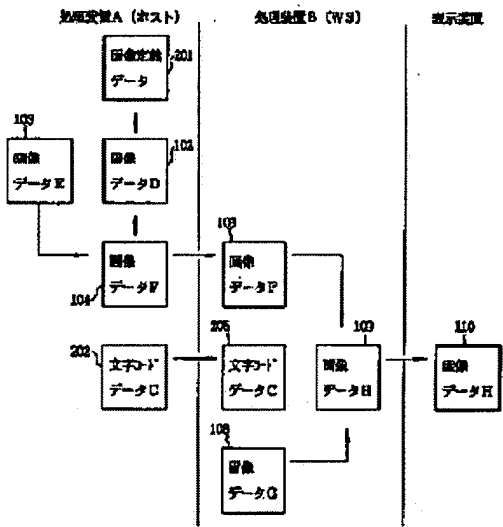 処理装置A (ホスト)
処理装置B (WS)
表示装置
画像定義
データ
201
103
画像
データE
102
画像
データD
104
画像
データF
画像
データF
202
文字コード
データC
205
文字コード
データC
109
画像
データH
110
画像
データH
108
画像
データG